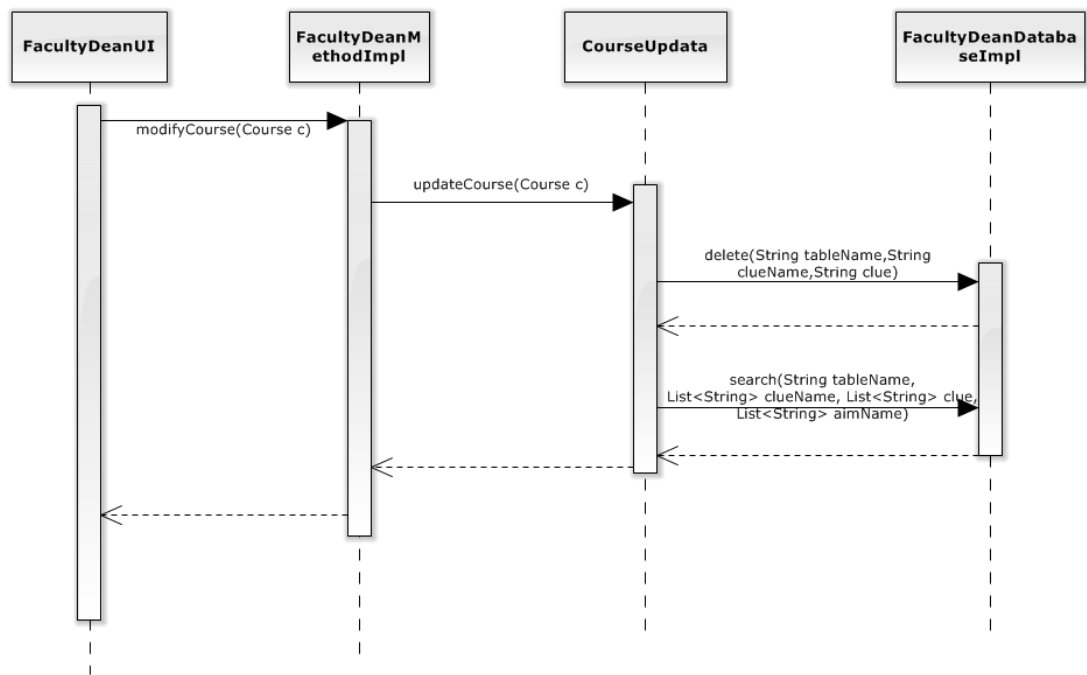 FacultyDeanUI
FacultyDeanM
ethodImpl
CourseUpdata
FacultyDeanDataba
seImpl
modifyCourse(Course c)
updateCourse(Course c)
delete(String tableName,String
clueName,String clue)
search(String tableName,
List<String> clueName, List<String> clue,
List<String> aimName)